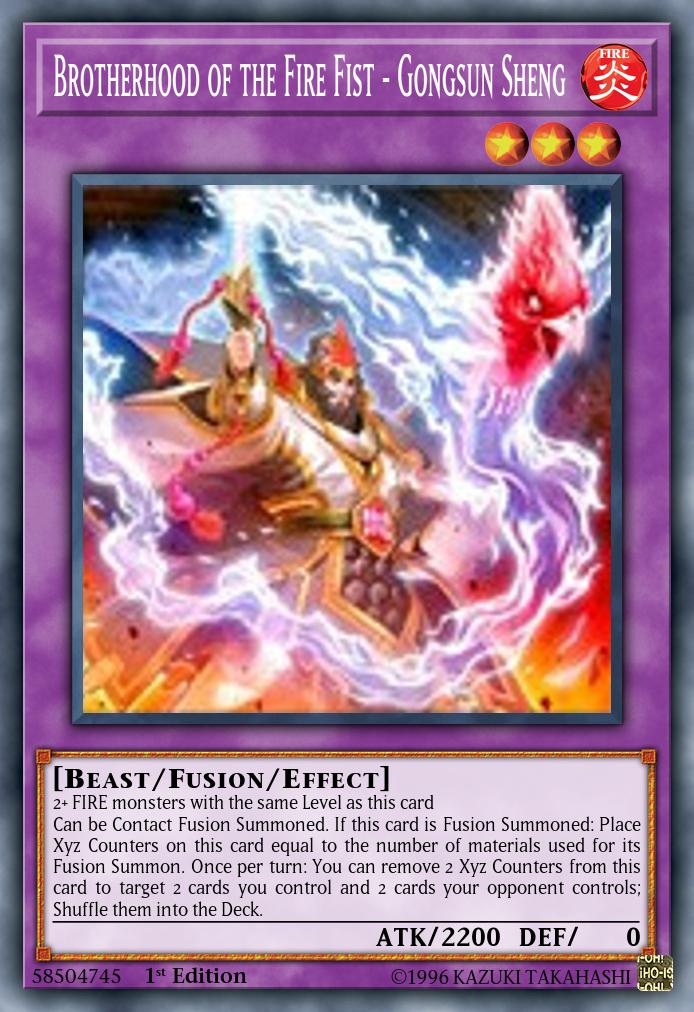 Brotherhood of the Fire Fist - Gongsun Sheng
FIRE
炎
[Beast/Fusion/Effect]
2+ FIRE monsters with the same Level as this card
Can be Contact Fusion Summoned. If this card is Fusion Summoned: Place
Xyz Counters on this card equal to the number of materials used for its
Fusion Summon. Once per turn: You can remove 2 Xyz Counters from this
card to target 2 cards you control and 2 cards your opponent controls;
Shuffle them into the Deck.
ATK/2200 DEF/ 0
58504745 1st Edition ©1996 KAZUKI TAKAHASHI